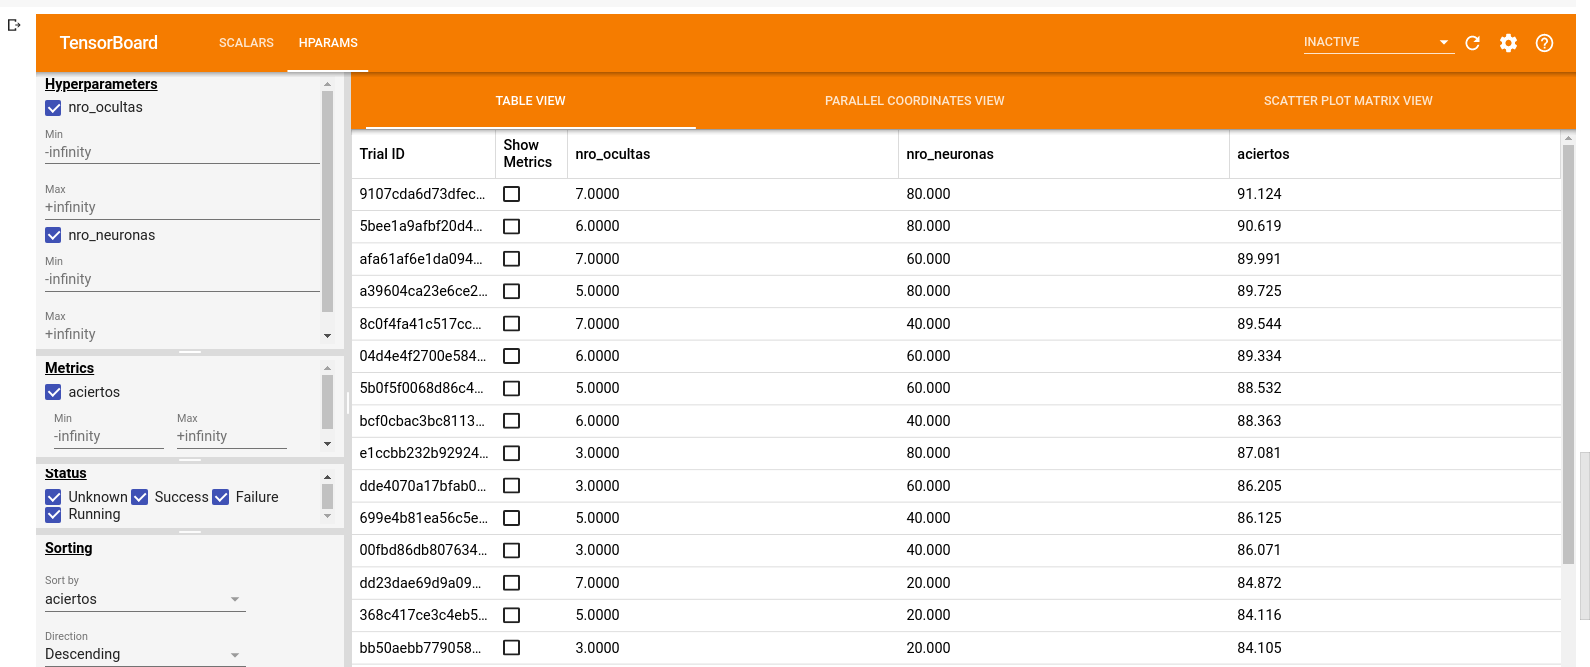 TensorBoard SCALARS HPARAMS INACTIVE
Hyperparameters
nro_ocultas
Min
-infinity
Max
+infinity
nro_neuronas
Min
-infinity
Max
+infinity
Metrics
aciertos
Min Max
-infinity +infinity
Status
Unknown Success Failure
Running
Sorting
Sort by
aciertos
Direction
Descending
TABLE VIEW PARALLEL COORDINATES VIEW SCATTER PLOT MATRIX VIEW
Trial ID Show Metrics nro_ocultas nro_neuronas aciertos
9107cda6d73dfec... 7.0000 80.000 91.124
5bee1a9afbf20d4... 6.0000 80.000 90.619
afa61af6e1da094... 7.0000 60.000 89.991
a39604ca23e6ce2... 5.0000 80.000 89.725
8c0f4fa41c517cc... 7.0000 40.000 89.544
04d4e4f2700e584... 6.0000 60.000 89.334
5b0f5f0068d86c4... 5.0000 60.000 88.532
bcf0cbac3bc8113... 6.0000 40.000 88.363
e1ccbb232b92924... 3.0000 80.000 87.081
dde4070a17bfab0... 3.0000 60.000 86.205
699e4b81ea56c5e... 5.0000 40.000 86.125
00fbd86db807634... 3.0000 40.000 86.071
dd23dae69d9a09... 7.0000 20.000 84.872
368c417ce3c4eb5... 5.0000 20.000 84.116
bb50aebb779058... 3.0000 20.000 84.105